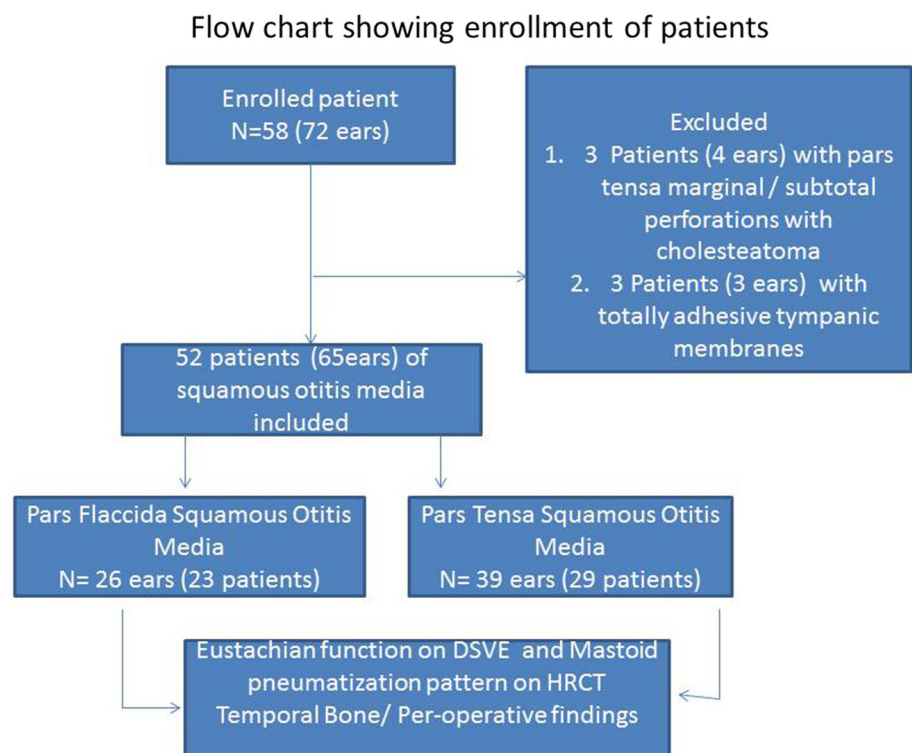 Flow chart showing enrollment of patients
Enrolled patient
N=58 (72 ears)
Excluded
1. 3 Patients (4 ears) with pars
tensa marginal / subtotal
perforations with
cholesteatoma
2. 3 Patients (3 ears) with
totally adhesive tympanic
membranes
52 patients (65ears) of
squamous otitis media
included
Pars Flaccida Squamous Otitis
Media
N= 26 ears (23 patients)
Pars Tensa Squamous Otitis
Media
N= 39 ears (29 patients)
Eustachian function on DSVE and Mastoid
pneumatization pattern on HRCT
Temporal Bone/ Per-operative findings